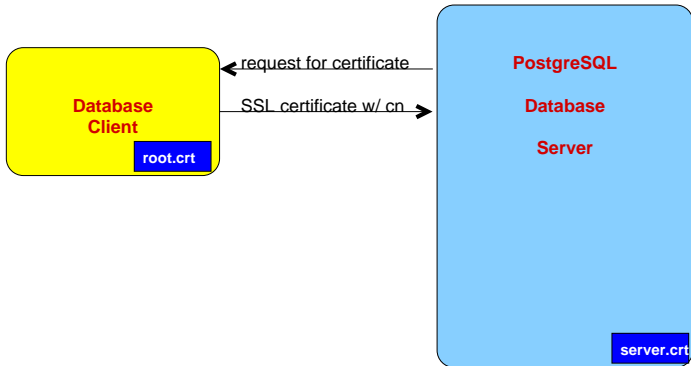 request for certificate
SSL certificate w/ cn
Database
Client
root.crt
PostgreSQL
Database
Server
server.crt